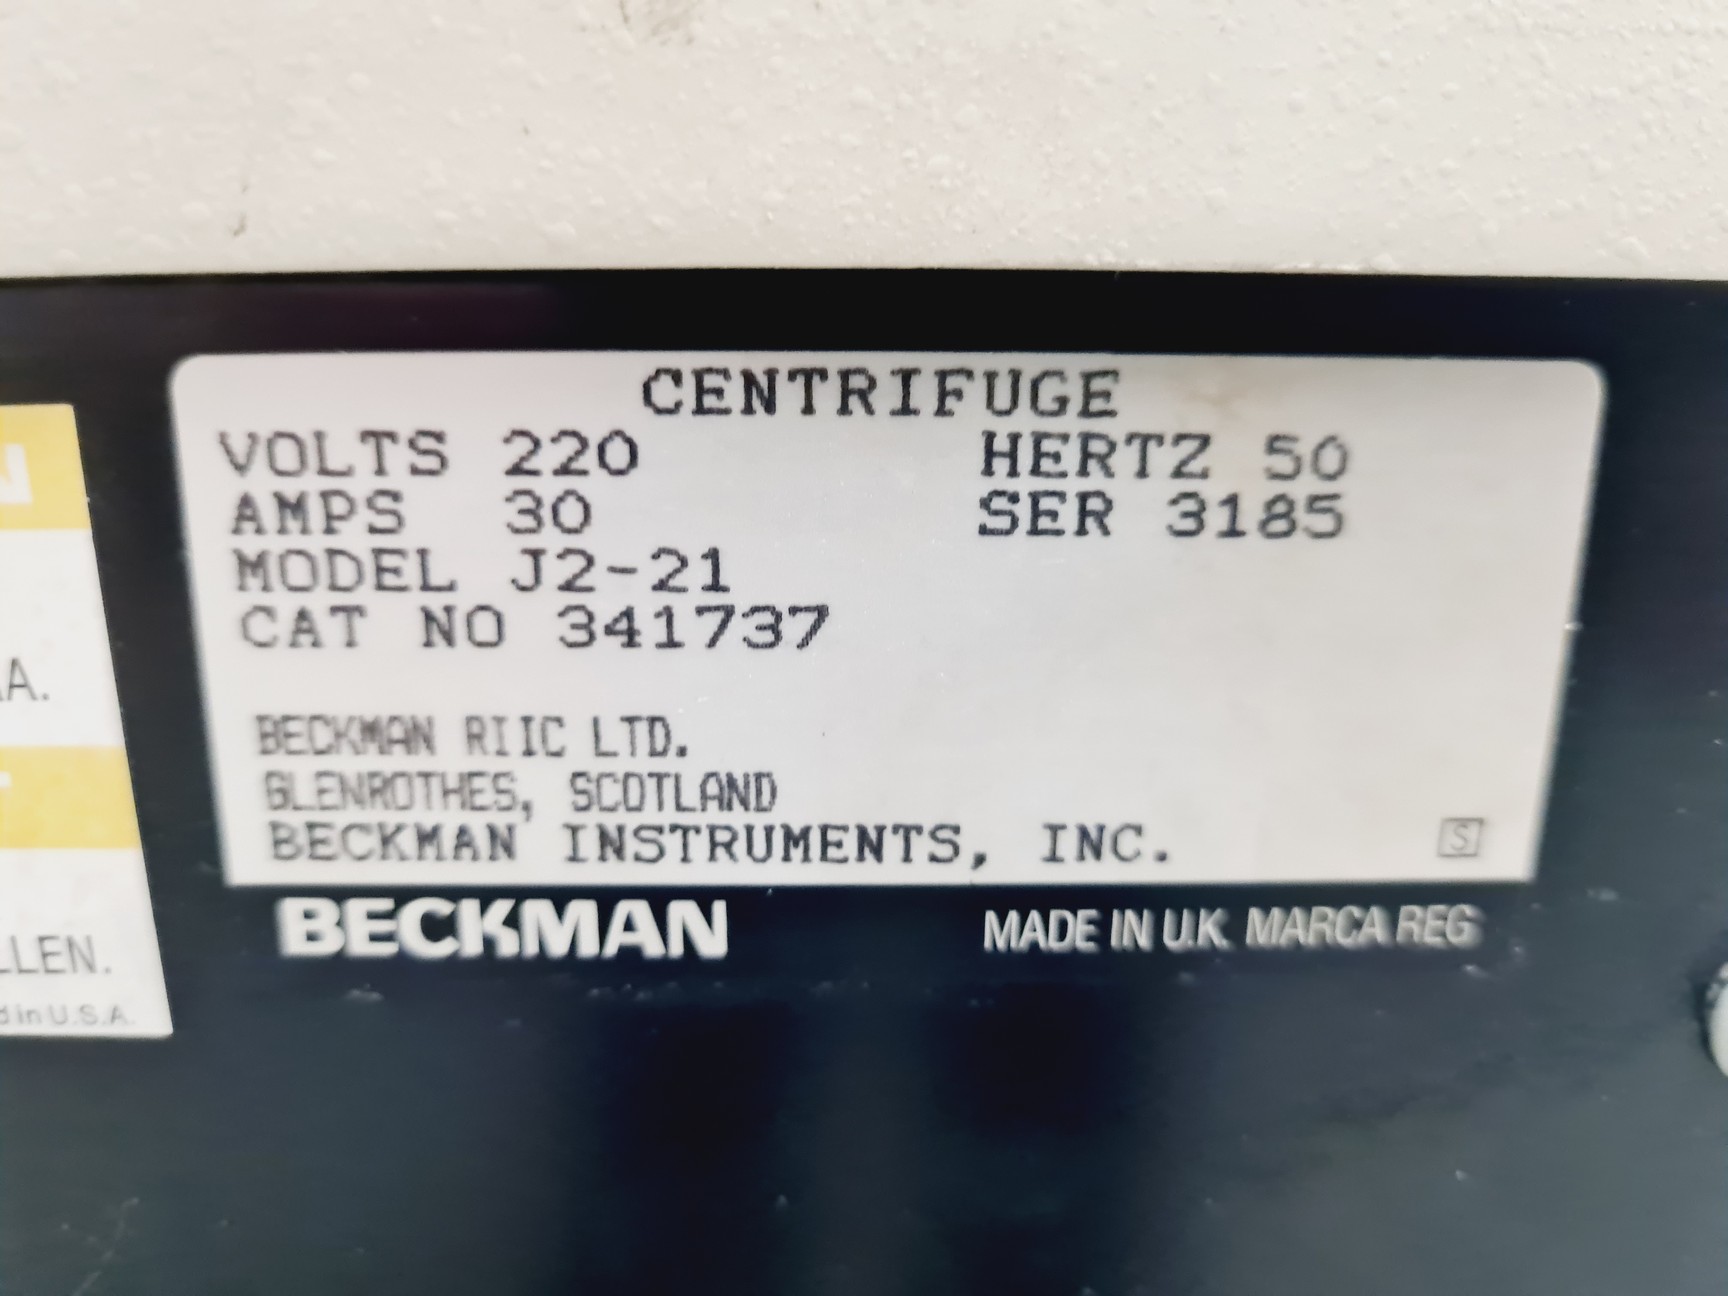 CENTRIFUGE
VOLTS 220 HERTZ 50
AMPS 30 SER 3185
MODEL J2-21
CAT NO 341737
BECKMAN RIIC LTD.
GLENROTHES, SCOTLAND
BECKMAN INSTRUMENTS, INC. S
BECKMAN MADE IN U.K. MARCA REG
N
A.
LLEN.
d in U.S.A.